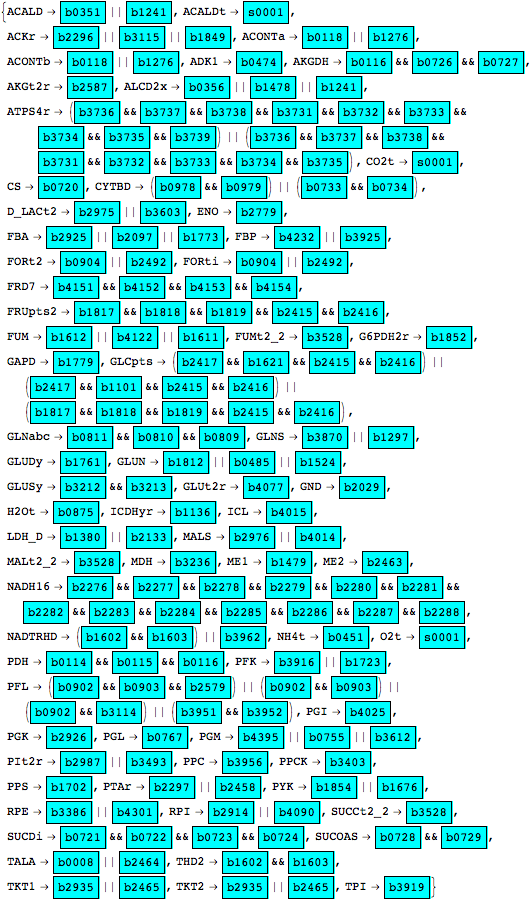 {ACALD → b0351 || b1241, ACALDt → s0001,
ACKr → b2296 || b3115 || b1849, ACONTa → b0118 || b1276,
ACONTb → b0118 || b1276, ADK1 → b0474, AKGDH → b0116 && b0726 && b0727,
AKGt2r → b2587, ALCD2x → b0356 || b1478 || b1241,
ATPS4r → (b3736 && b3737 && b3738 && b3731 && b3732 && b3733 &&
b3734 && b3735 && b3739) || (b3736 && b3737 && b3738 &&
b3731 && b3732 && b3733 && b3734 && b3735), CO2t → s0001,
CS → b0720, CYTBD → (b0978 && b0979) || (b0733 && b0734),
D_LACt2 → b2975 || b3603, ENO → b2779,
FBA → b2925 || b2097 || b1773, FBP → b4232 || b3925,
FORt2 → b0904 || b2492, FORti → b0904 || b2492,
FRD7 → b4151 && b4152 && b4153 && b4154,
FRUpts2 → b1817 && b1818 && b1819 && b2415 && b2416,
FUM → b1612 || b4122 || b1611, FUMt2_2 → b3528, G6PDH2r → b1852,
GAPD → b1779, GLCpts → (b2417 && b1621 && b2415 && b2416) ||
(b2417 && b1101 && b2415 && b2416) ||
(b1817 && b1818 && b1819 && b2415 && b2416),
GLNabc → b0811 && b0810 && b0809, GLNS → b3870 || b1297,
GLUDy → b1761, GLUN → b1812 || b0485 || b1524,
GLUSy → b3212 && b3213, GLUt2r → b4077, GND → b2029,
H2Ot → b0875, ICDHyr → b1136, ICL → b4015,
LDH_D → b1380 || b2133, MALS → b2976 || b4014,
MALt2_2 → b3528, MDH → b3236, ME1 → b1479, ME2 → b2463,
NADH16 → b2276 && b2277 && b2278 && b2279 && b2280 && b2281 &&
b2282 && b2283 && b2284 && b2285 && b2286 && b2287 && b2288,
NADTRHD → (b1602 && b1603) || b3962, NH4t → b0451, O2t → s0001,
PDH → b0114 && b0115 && b0116, PFK → b3916 || b1723,
PFL → (b0902 && b0903 && b2579) || (b0902 && b0903) ||
(b0902 && b3114) || (b3951 && b3952), PGI → b4025,
PGK → b2926, PGL → b0767, PGM → b4395 || b0755 || b3612,
PIt2r → b2987 || b3493, PPC → b3956, PPCK → b3403,
PPS → b1702, PTAr → b2297 || b2458, PYK → b1854 || b1676,
RPE → b3386 || b4301, RPI → b2914 || b4090, SUCCt2_2 → b3528,
SUCDi → b0721 && b0722 && b0723 && b0724, SUCOAS → b0728 && b0729,
TALA → b0008 || b2464, THD2 → b1602 && b1603,
TKT1 → b2935 || b2465, TKT2 → b2935 || b2465, TPI → b3919}